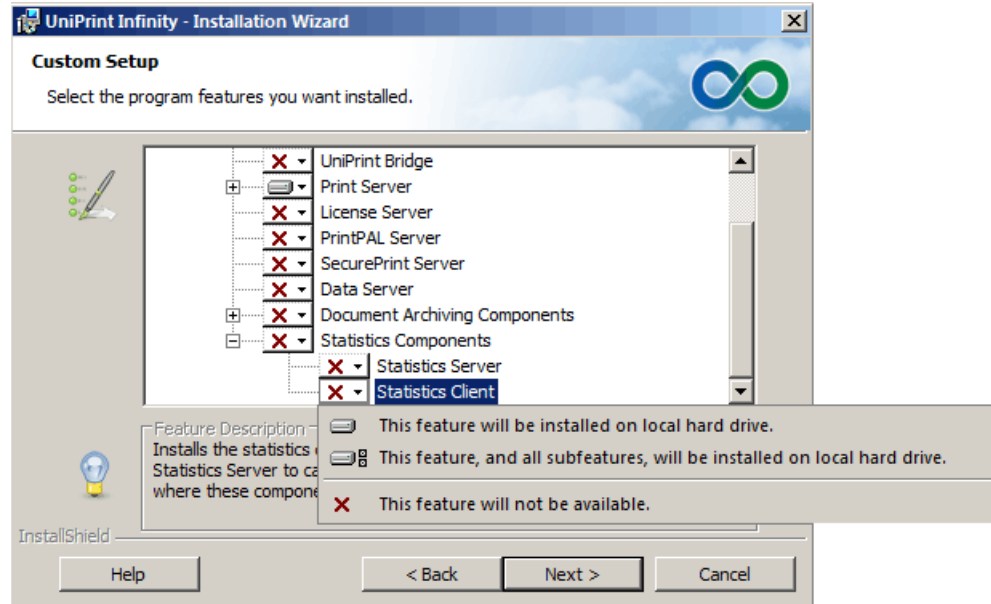 UniPrint Infinity - Installation Wizard
Custom Setup
Select the program features you want installed.
UniPrint Bridge
Print Server
License Server
PrintPAL Server
SecurePrint Server
Data Server
Document Archiving Components
Statistics Components
Statistics Server
Statistics Client
This feature will be installed on local hard drive.
This feature, and all subfeatures, will be installed on local hard drive.
This feature will not be available.
Feature Description
Installs the statistics
Statistics Server to
where these
InstallShield
Help
< Back
Next >
Cancel